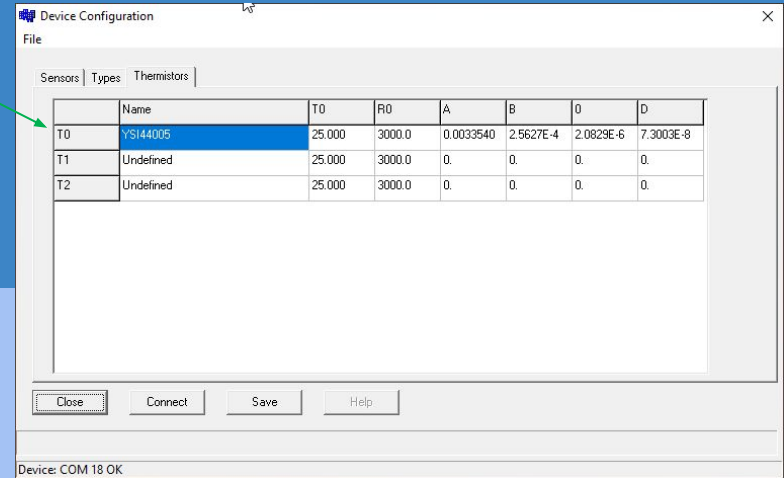 Device Configuration
File
Sensors Types Thermistors
Name T0 R0 A B 0 D
T0 YSI44005 25.000 3000.0 0.0033540 2.5627E-4 2.0829E-6 7.3003E-8
T1 Undefined 25.000 3000.0 0. 0. 0. 0.
T2 Undefined 25.000 3000.0 0. 0. 0. 0.
Close Connect Save Help
Device: COM 18 OK